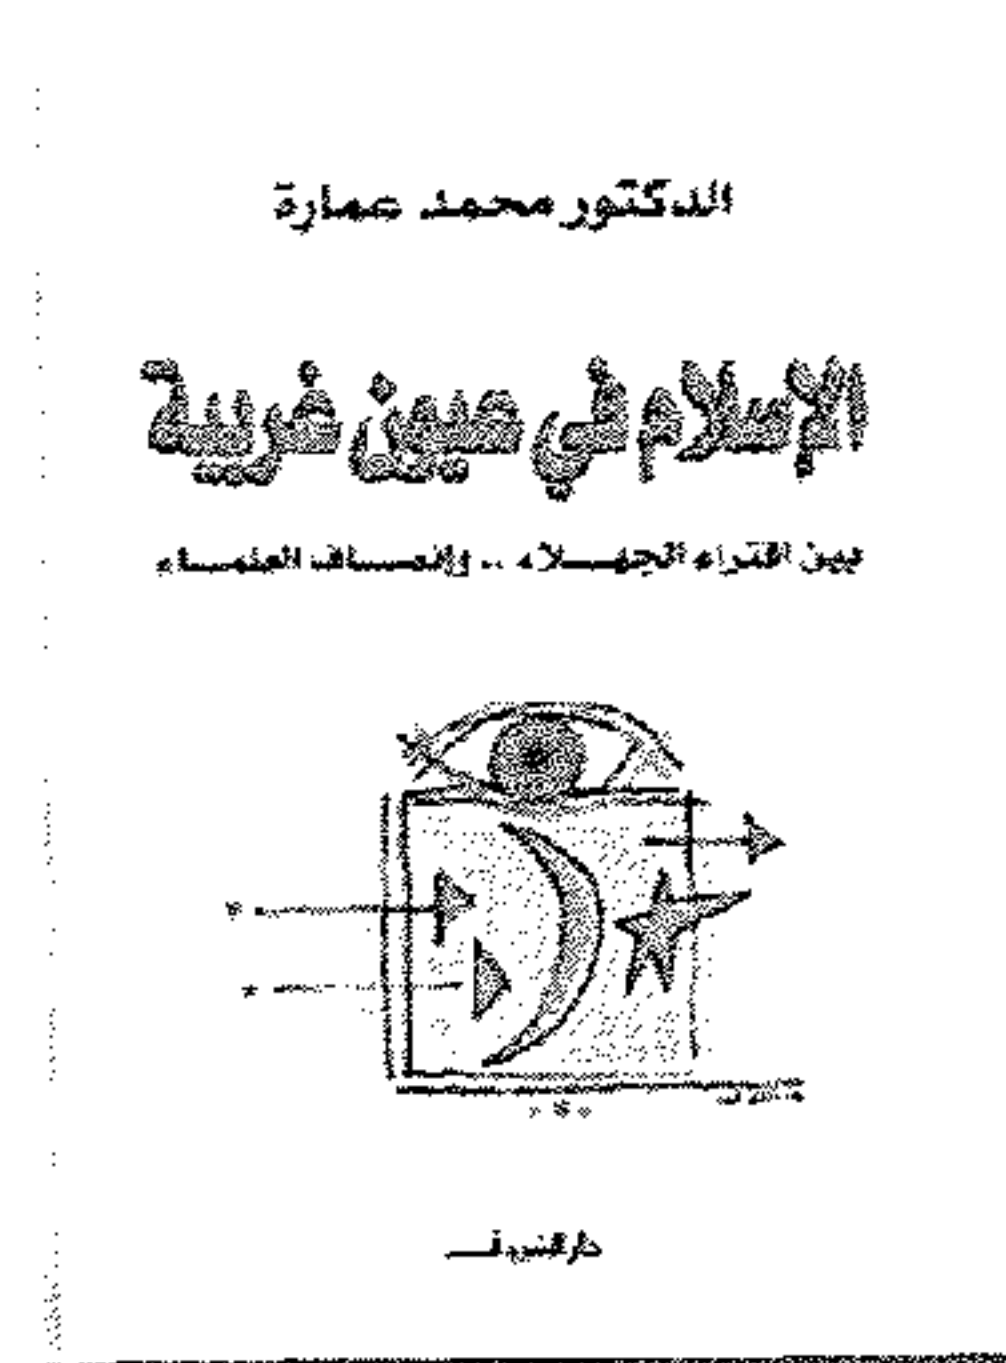 الدكتور محمد عمارة
الإسلام في عيون غربية
بين افتراء الجهلاء .. وإنصاف العلماء
دار الشروق